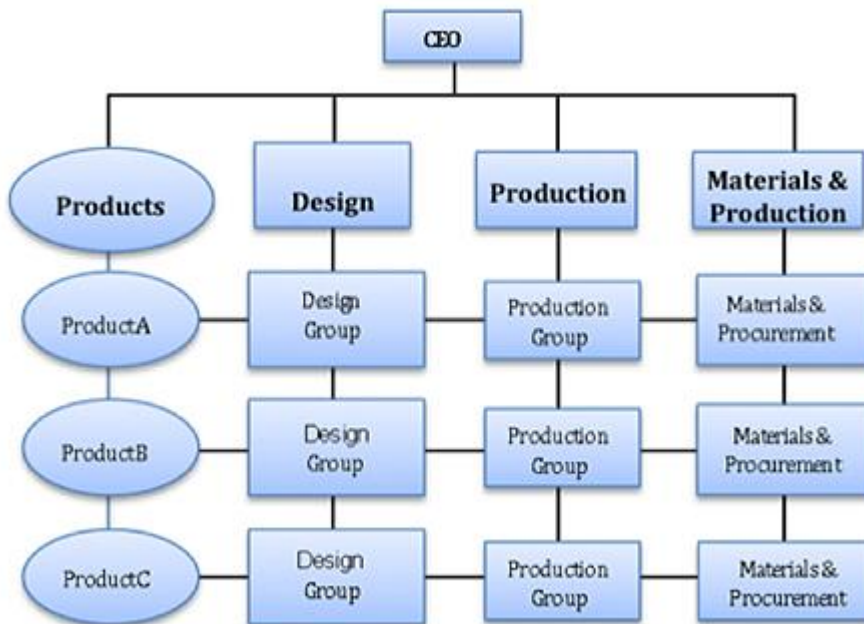 CEO
Products
Design
Production
Materials &
Production
ProductA
Design
Group
Production
Group
Materials &
Procurement
ProductB
Design
Group
Production
Group
Materials &
Procurement
ProductC
Design
Group
Production
Group
Materials &
Procurement